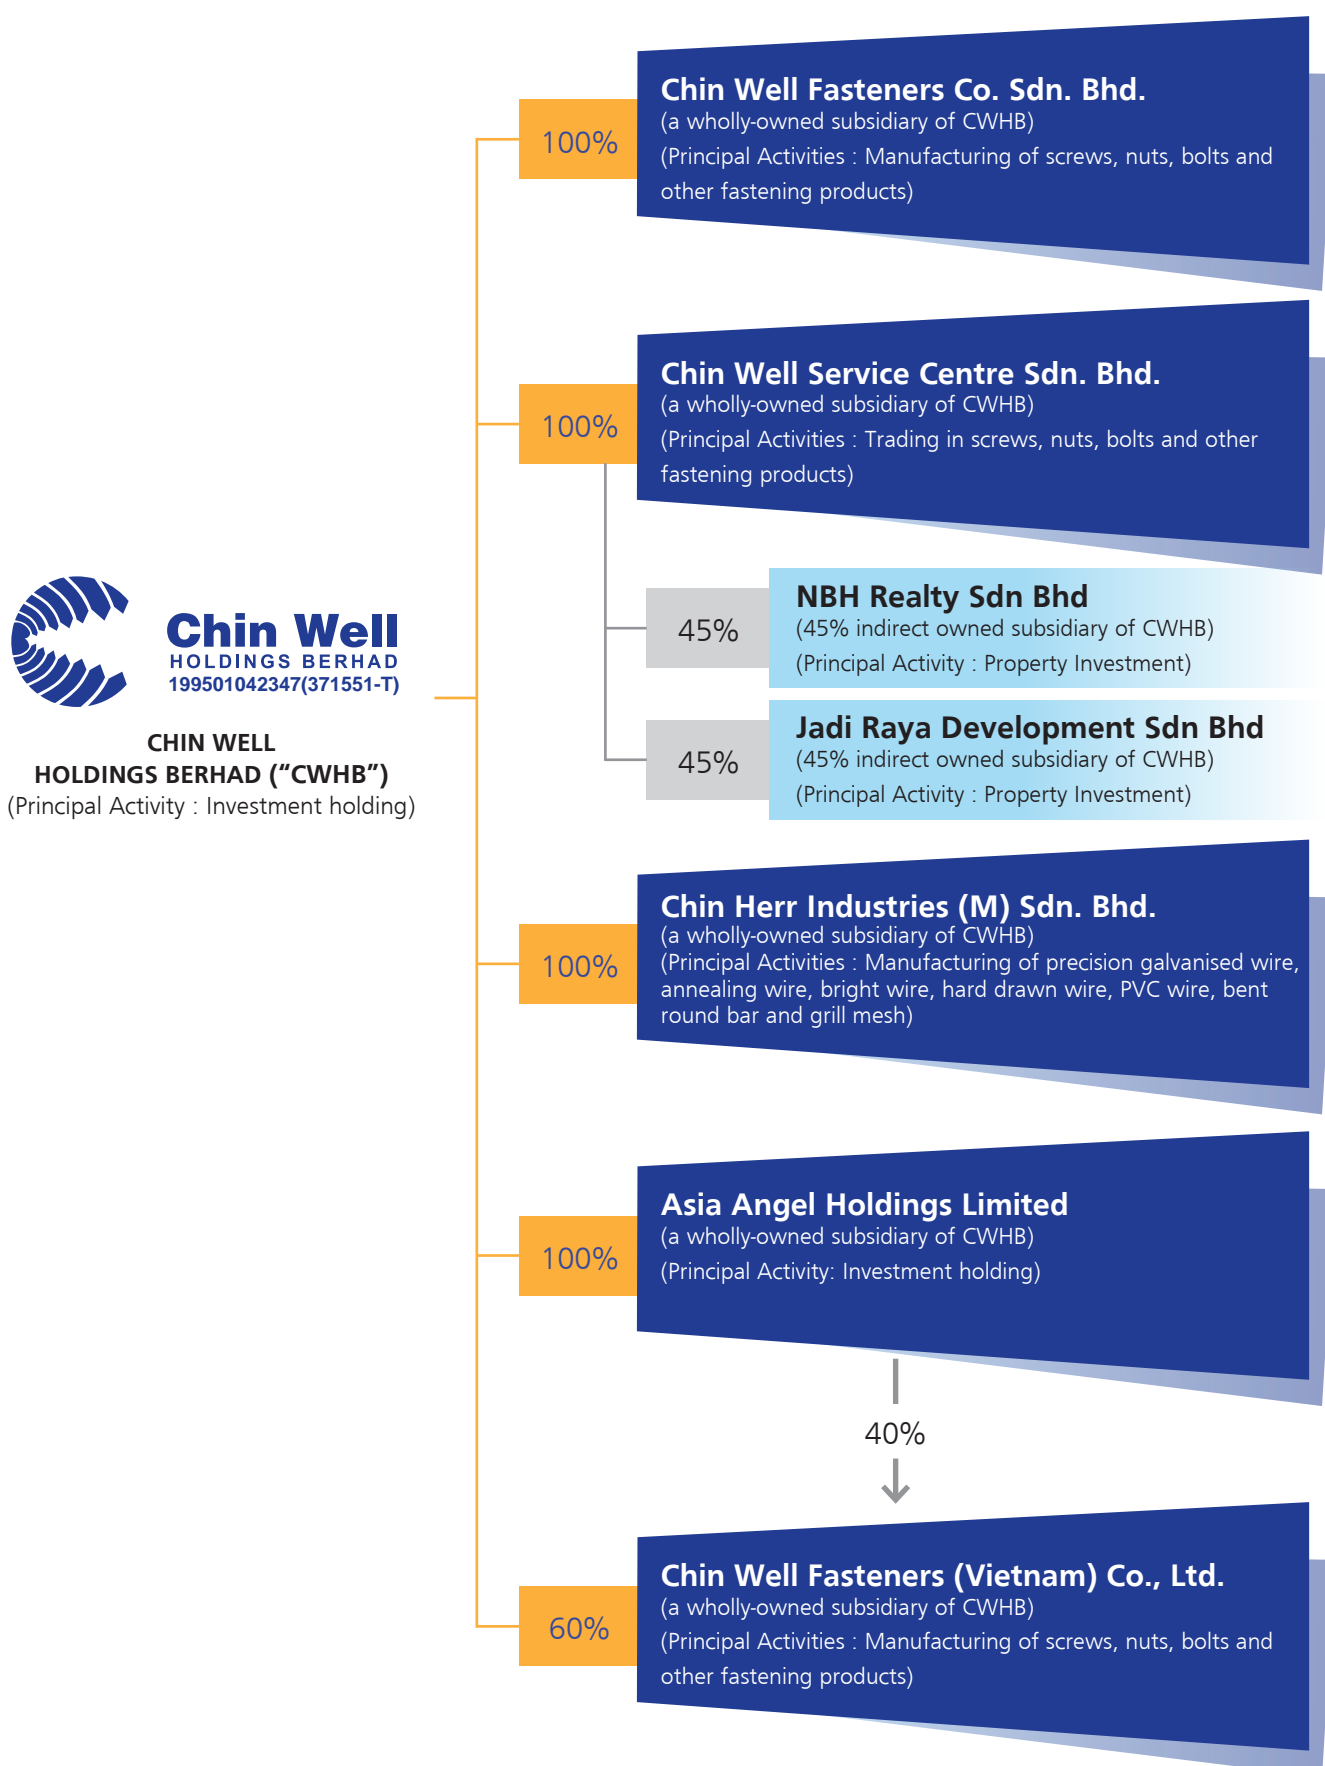 Chin Well
HOLDINGS BERHAD
199501042347(371551-T)
CHIN WELL
HOLDINGS BERHAD (“CWHB”)
(Principal Activity : Investment holding)
100%
Chin Well Fasteners Co. Sdn. Bhd.
(a wholly-owned subsidiary of CWHB)
(Principal Activities : Manufacturing of screws, nuts, bolts and
other fastening products)
100%
Chin Well Service Centre Sdn. Bhd.
(a wholly-owned subsidiary of CWHB)
(Principal Activities : Trading in screws, nuts, bolts and other
fastening products)
45%
NBH Realty Sdn Bhd
(45% indirect owned subsidiary of CWHB)
(Principal Activity : Property Investment)
45%
Jadi Raya Development Sdn Bhd
(45% indirect owned subsidiary of CWHB)
(Principal Activity : Property Investment)
100%
Chin Herr Industries (M) Sdn. Bhd.
(a wholly-owned subsidiary of CWHB)
(Principal Activities : Manufacturing of precision galvanised wire,
annealing wire, bright wire, hard drawn wire, PVC wire, bent
round bar and grill mesh)
100%
Asia Angel Holdings Limited
(a wholly-owned subsidiary of CWHB)
(Principal Activity: Investment holding)
40%
60%
Chin Well Fasteners (Vietnam) Co., Ltd.
(a wholly-owned subsidiary of CWHB)
(Principal Activities : Manufacturing of screws, nuts, bolts and
other fastening products)